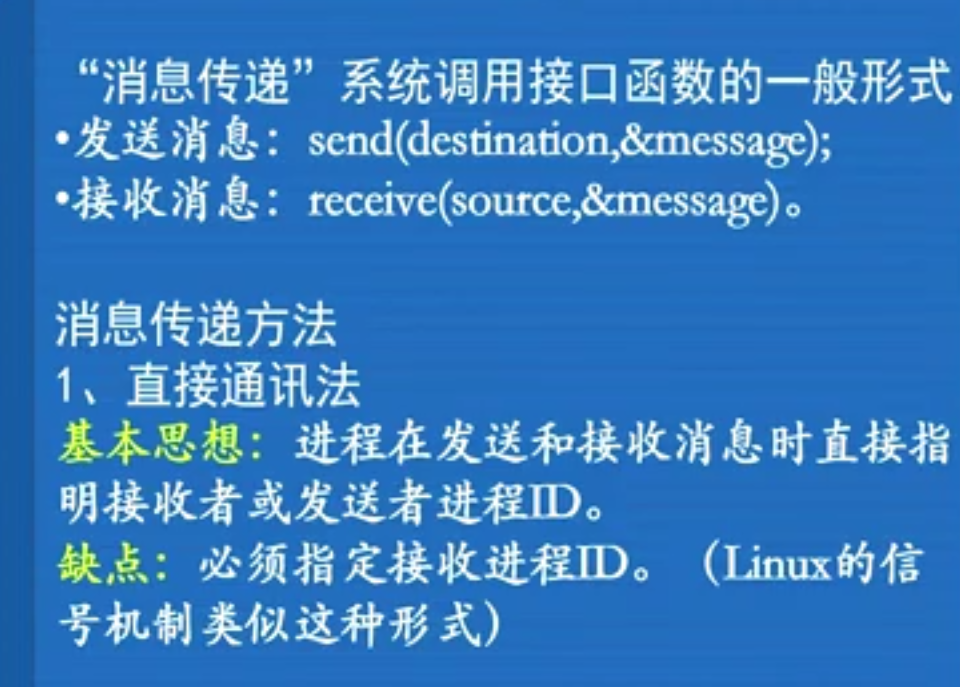 “消息传递”系统调用接口函数的一般形式
•发送消息：send(destination,&message);
•接收消息：receive(source,&message)。
消息传递方法
1、直接通讯法
基本思想：进程在发送和接收消息时直接指
明接收者或发送者进程ID。
缺点：必须指定接收进程ID。（Linux的信
号机制类似这种形式）